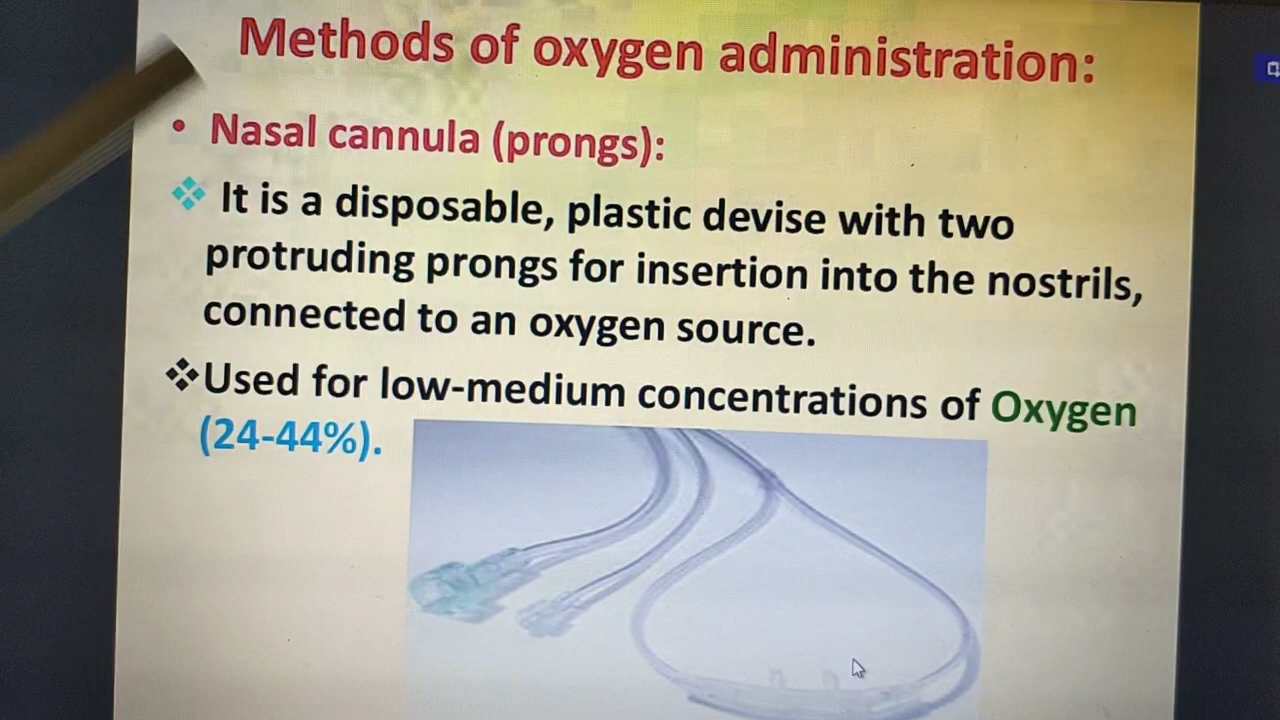 Methods of oxygen administration:
• Nasal cannula (prongs):
❖ It is a disposable, plastic devise with two
protruding prongs for insertion into the nostrils,
connected to an oxygen source.
❖Used for low-medium concentrations of Oxygen
(24-44%).